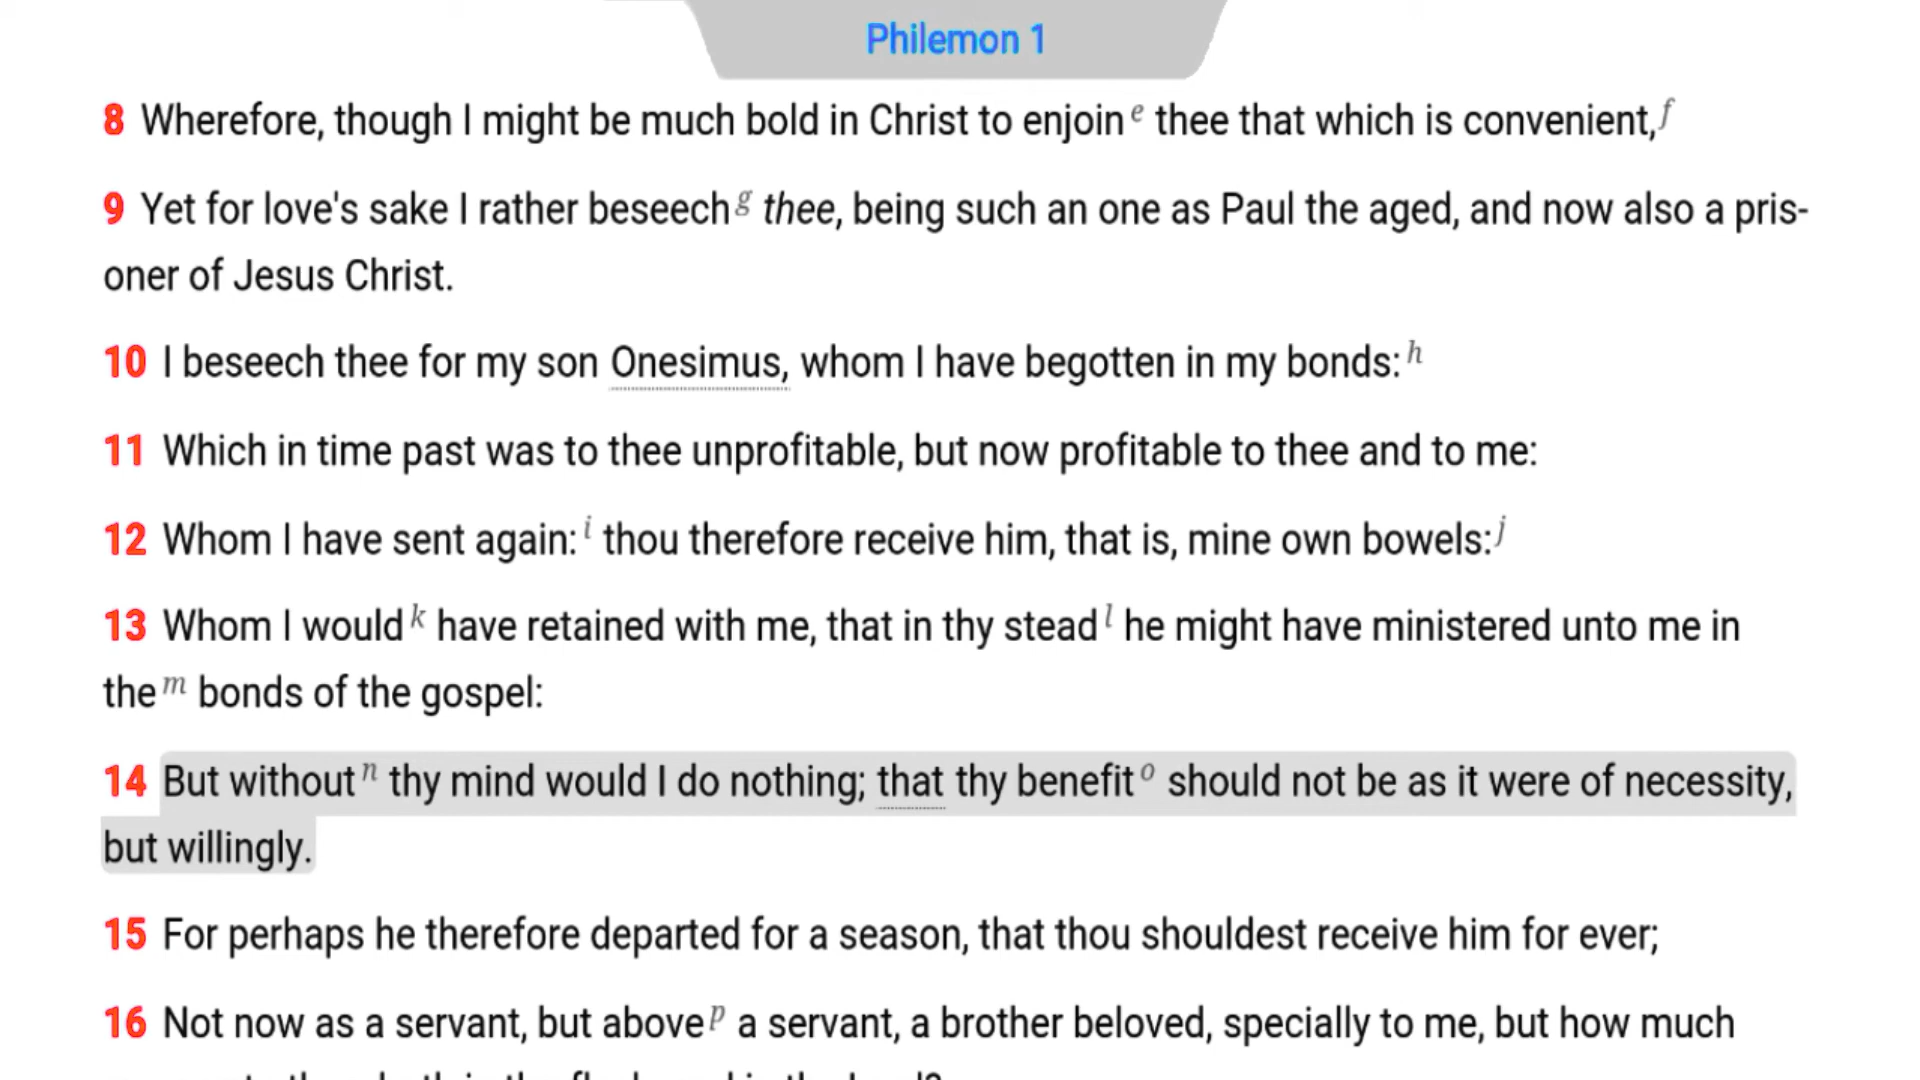 Philemon 1
8 Wherefore, though I might be much bold in Christ to enjoin e thee that which is convenient, f
9 Yet for love's sake I rather beseech g thee, being such an one as Paul the aged, and now also a pris-
oner of Jesus Christ.
10 I beseech thee for my son Onesimus, whom I have begotten in my bonds: h
11 Which in time past was to thee unprofitable, but now profitable to thee and to me:
12 Whom I have sent again: i thou therefore receive him, that is, mine own bowels: j
13 Whom I would k have retained with me, that in thy stead l he might have ministered unto me in
the m bonds of the gospel:
14 But without n thy mind would I do nothing; that thy benefit o should not be as it were of necessity,
but willingly.
15 For perhaps he therefore departed for a season, that thou shouldest receive him for ever;
16 Not now as a servant, but above p a servant, a brother beloved, specially to me, but how much